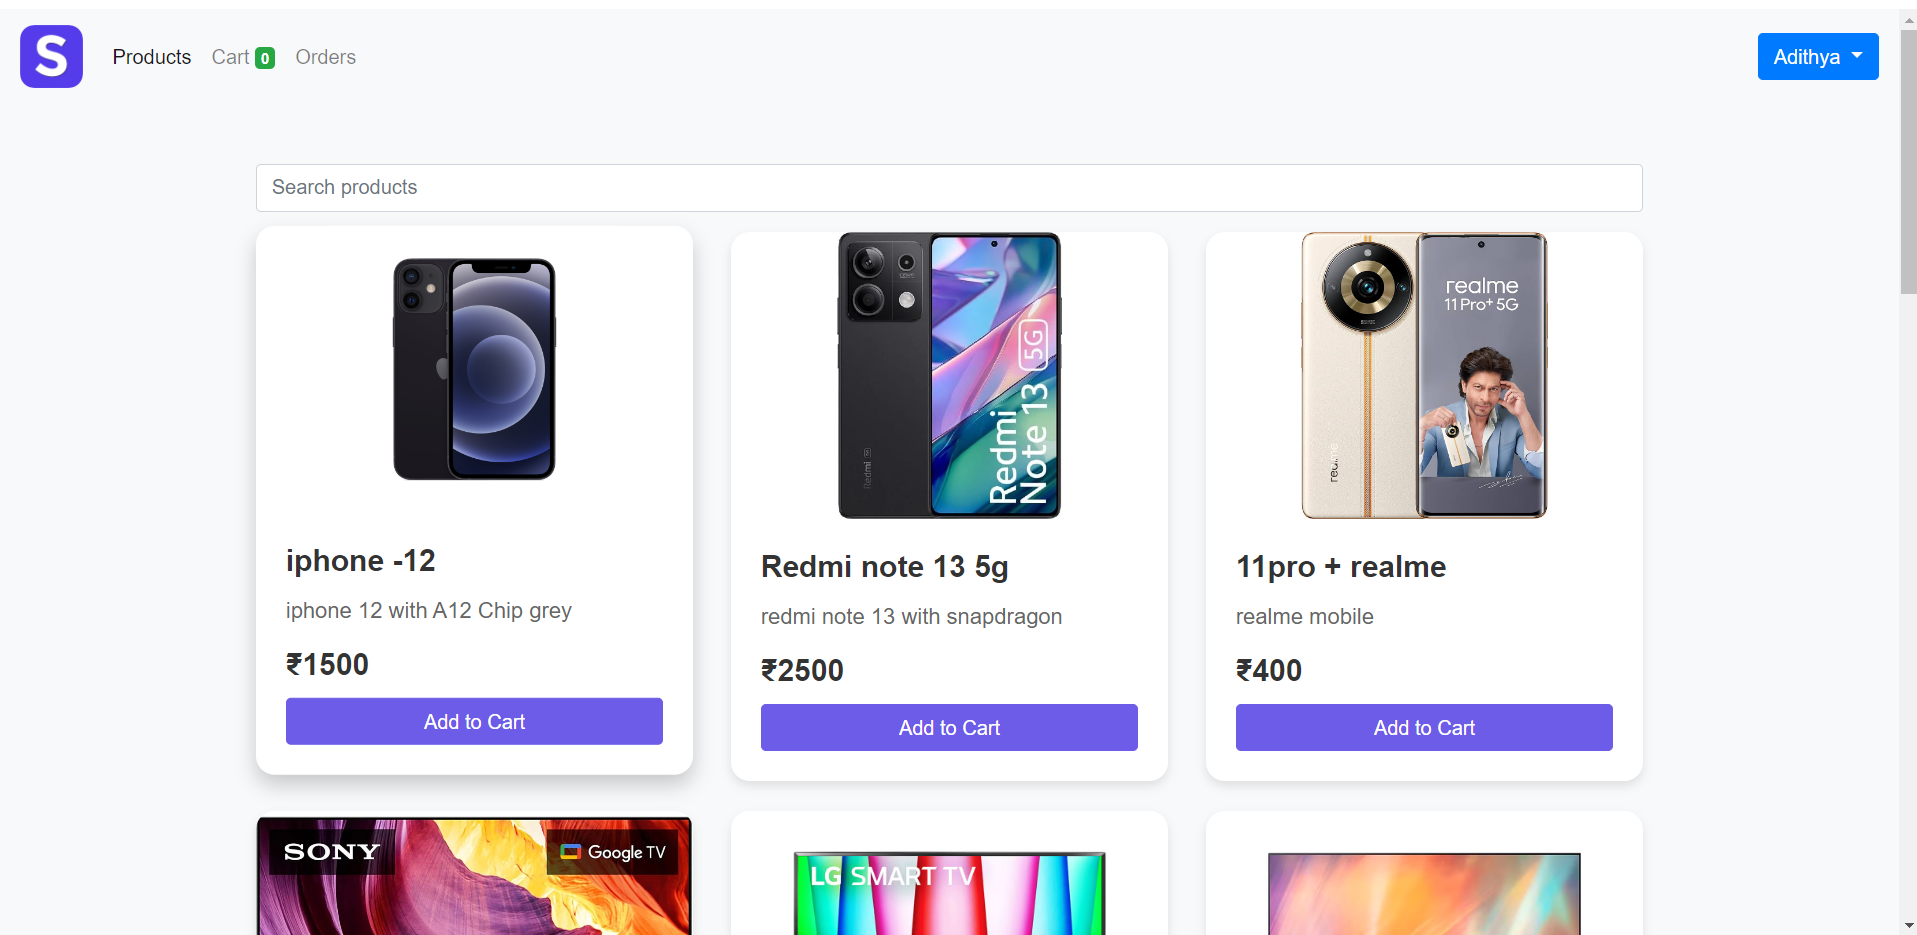 S
Products Cart 0 Orders
Adithya
Search products
Redmi
Redmi
Note 13 5G
realme
realme
11 Pro+ 5G
iphone -12
iphone 12 with A12 Chip grey
₹1500
Add to Cart
Redmi note 13 5g
redmi note 13 with snapdragon
₹2500
Add to Cart
11pro + realme
realme mobile
₹400
Add to Cart
SONY
Google TV
LG SMART TV